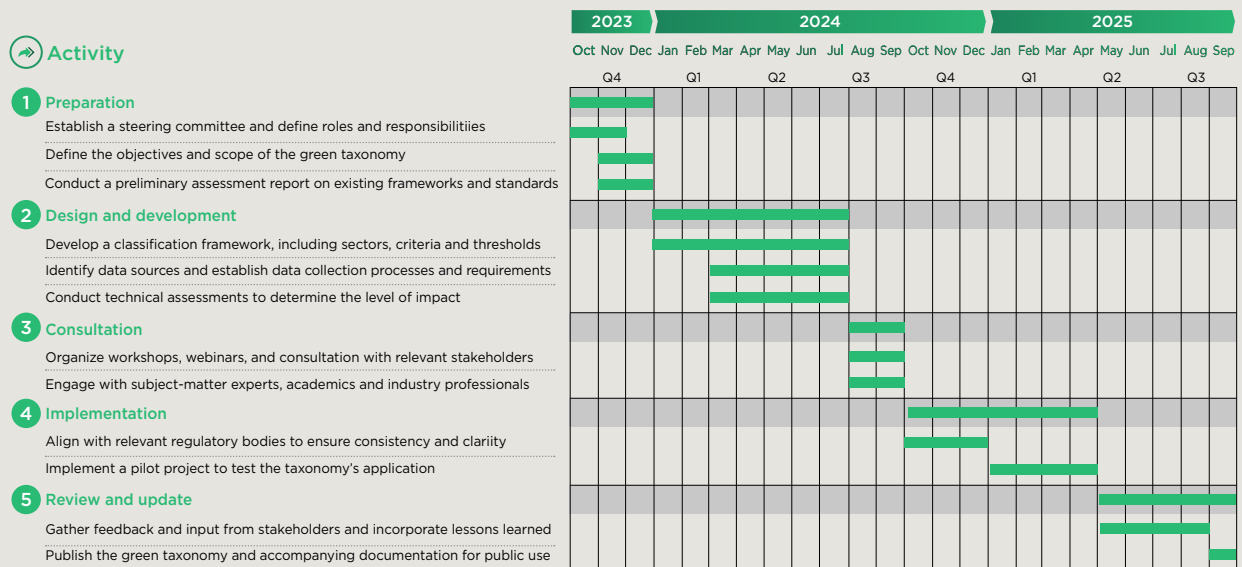 2023 2024 2025
Activity
Oct Nov Dec Jan Feb Mar Apr May Jun Jul Aug Sep Oct Nov Dec Jan Feb Mar Apr May Jun Jul Aug Sep
Q4 Q1 Q2 Q3 Q4 Q1 Q2 Q3
1 Preparation
Establish a steering committee and define roles and responsibilitiies
Define the objectives and scope of the green taxonomy
Conduct a preliminary assessment report on existing frameworks and standards
2 Design and development
Develop a classification framework, including sectors, criteria and thresholds
Identify data sources and establish data collection processes and requirements
Conduct technical assessments to determine the level of impact
3 Consultation
Organize workshops, webinars, and consultation with relevant stakeholders
Engage with subject-matter experts, academics and industry professionals
4 Implementation
Align with relevant regulatory bodies to ensure consistency and clariity
Implement a pilot project to test the taxonomy's application
5 Review and update
Gather feedback and input from stakeholders and incorporate lessons learned
Publish the green taxonomy and accompanying documentation for public use